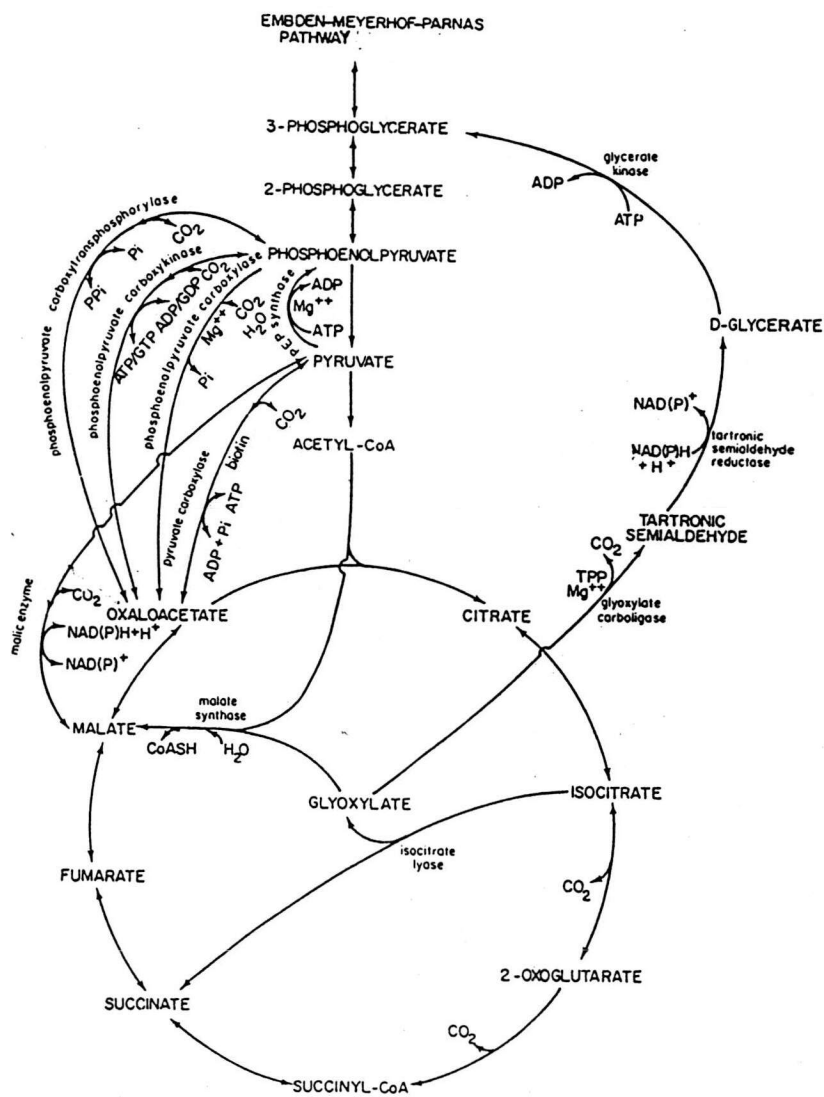 EMBDEN-MEYERHOF-PARNAS
PATHWAY
3-PHOSPHOGLYCERATE
glycerate
kinase
ADP
ATP
2-PHOSPHOGLYCERATE
phosphoenolpyruvate carboxytransphosphorylase
CO2
Pi
PPi
PHOSPHOENOLPYRUVATE
phosphoenolpyruvate carboxykinase
ATP/GTP ADP/GDP CO2
phosphoenolpyruvate carboxylase
Mg++ CO2
H2O
Pi
PEP synthase
ADP
Mg++
ATP
D-GLYCERATE
PYRUVATE
NAD(P)+
NAD(P)H
+ H+
tartronic
semialdehyde
reductase
CO2
biotin
pyruvate carboxylase
ATP
ADP + Pi
ACETYL-CoA
TARTRONIC
SEMIALDEHYDE
CO2
TPP
Mg++
glyoxylate
carboligase
malic enzyme
CO2
NAD(P)H+H+
NAD(P)+
OXALOACETATE
CITRATE
malate
synthase
MALATE
CoASH
H2O
GLYOXYLATE
ISOCITRATE
isocitrate
lyase
FUMARATE
CO2
2-OXOGLUTARATE
SUCCINATE
CO2
SUCCINYL-CoA